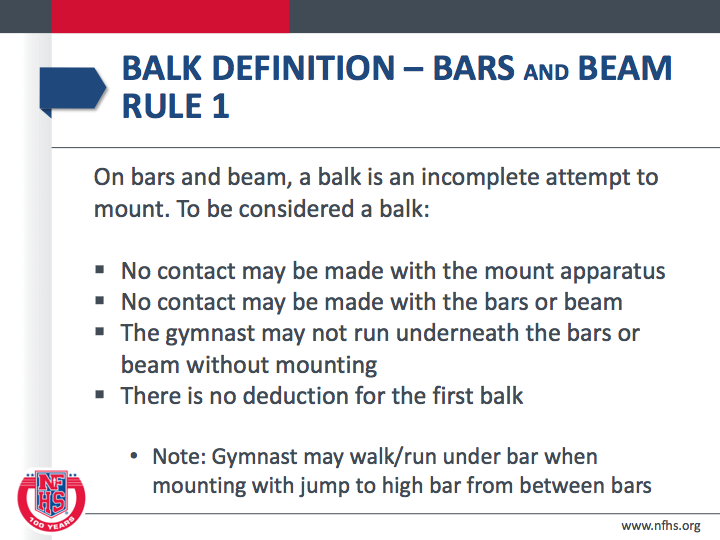 BALK DEFINITION – BARS AND BEAM
RULE 1
On bars and beam, a balk is an incomplete attempt to
mount. To be considered a balk:
▪ No contact may be made with the mount apparatus
▪ No contact may be made with the bars or beam
▪ The gymnast may not run underneath the bars or
beam without mounting
▪ There is no deduction for the first balk
• Note: Gymnast may walk/run under bar when
mounting with jump to high bar from between bars
NF
HS
100 YEARS
www.nfhs.org